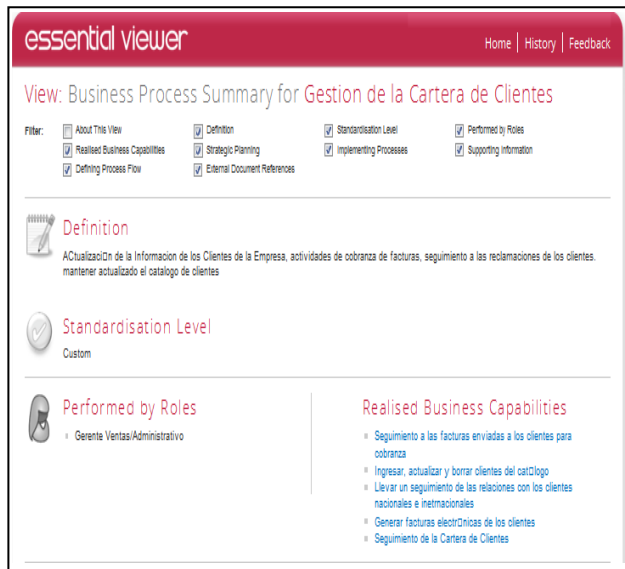 essential viewer
Home | History | Feedback
View: Business Process Summary for Gestion de la Cartera de Clientes
Filter: About This View Definition Standardisation Level Performed by Roles
Realised Business Capabilities Strategic Planning Implementing Processes Supporting Information
Defining Process Flow External Document References
Definition
ACtualizaci□n de la Informacion de los Clientes de la Empresa, actividades de cobranza de facturas, seguimiento a las reclamaciones de los clientes.
mantener actualizado el catalogo de clientes
Standardisation Level
Custom
Performed by Roles
Gerente Ventas/Administrativo
Realised Business Capabilities
Seguimiento a las facturas enviadas a los clientes para
cobranza
Ingresar, actualizar y borrar clientes del cat□logo
Llevar un seguimiento de las relaciones con los clientes
nacionales e inetrnacionales
Generar facturas electr□nicas de los clientes
Seguimiento de la Cartera de Clientes